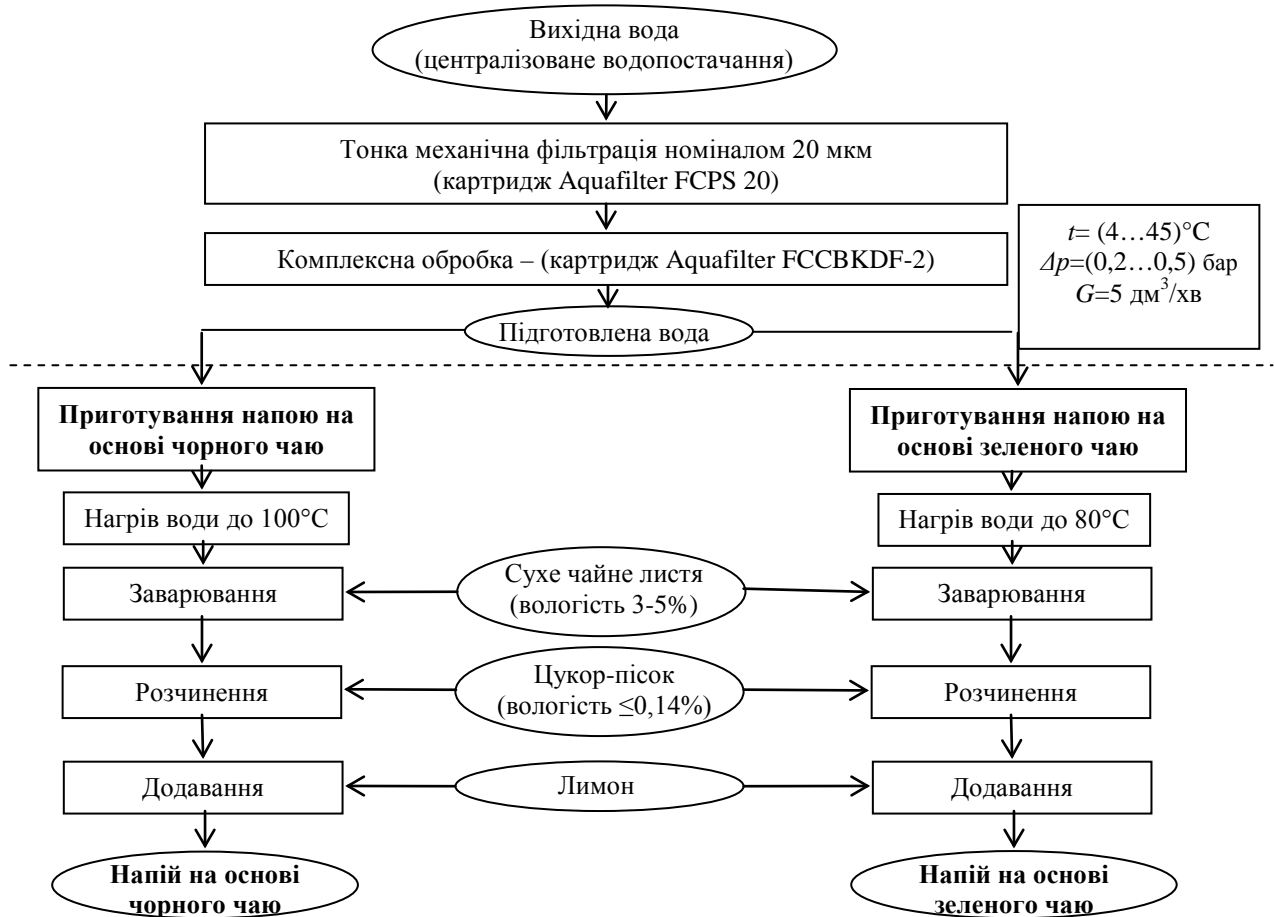 Вихідна вода
(централізоване водопостачання)
Тонка механічна фільтрація номіналом 20 мкм
(картридж Aquafilter FCPS 20)
Комплексна обробка – (картридж Aquafilter FCCBKDF-2)
t= (4…45)°C
Δp=(0,2…0,5) бар
G=5 дм³/хв
Підготовлена вода
Приготування напою на
основі чорного чаю
Приготування напою на
основі зеленого чаю
Нагрів води до 100°С
Нагрів води до 80°С
Заварювання
Сухе чайне листя
(вологість 3-5%)
Заварювання
Розчинення
Цукор-пісок
(вологість ≤0,14%)
Розчинення
Додавання
Лимон
Додавання
Напій на основі
чорного чаю
Напій на основі
зеленого чаю